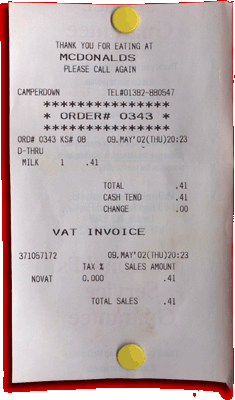 THANK YOU FOR EATING AT
MCDONALDS
PLEASE CALL AGAIN
CAMPERDOWN TEL#01382-880547
****************
* ORDER# 0343 *
****************
ORD# 0343 KS# 08 09.MAY'02(THU)20:23
D-THRU
MILK 1 .41
TOTAL .41
CASH TEND .41
CHANGE .00
VAT INVOICE
371057172 09.MAY'02(THU)20:23
TAX % SALES AMOUNT
NOVAT 0.000 .41
TOTAL SALES .41